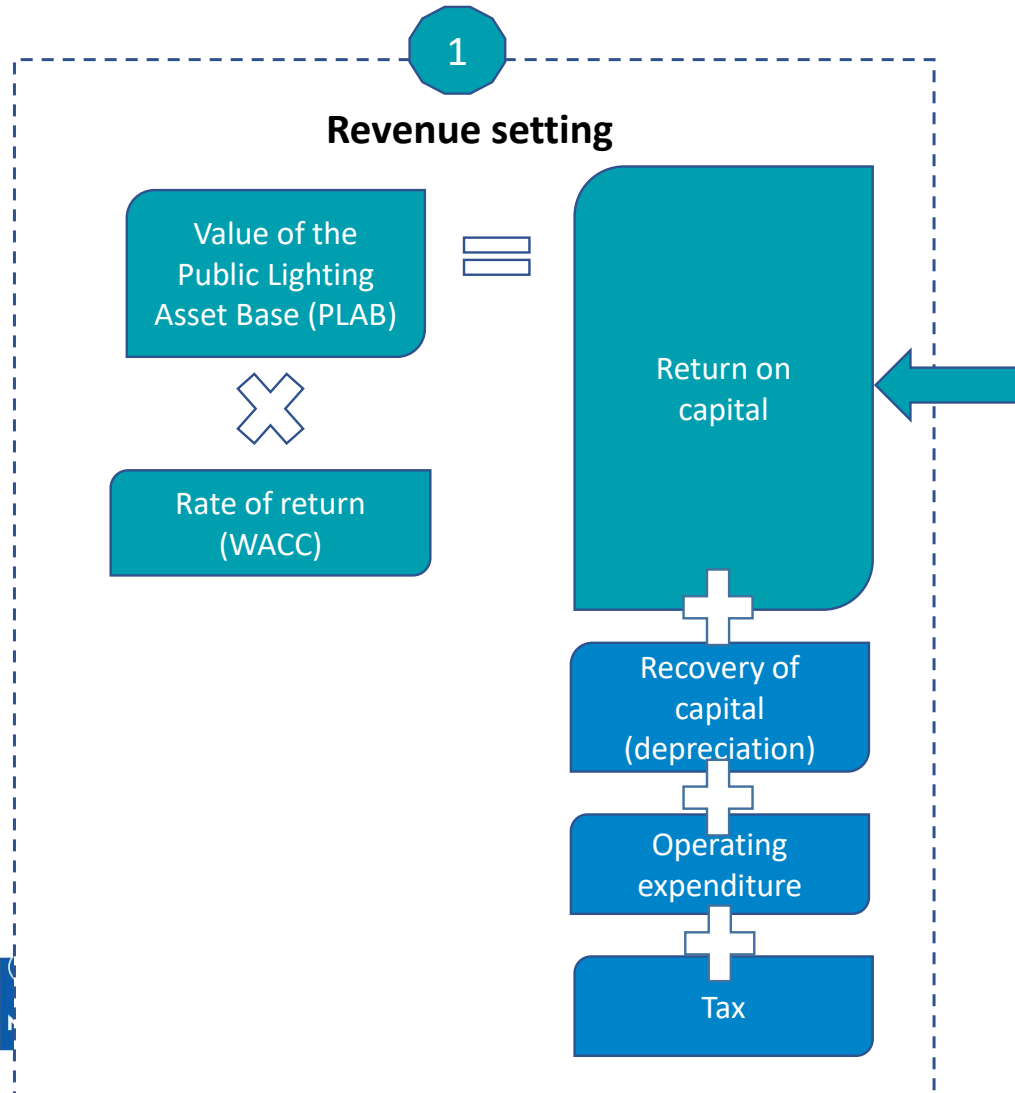 1
Revenue setting
Value of the
Public Lighting
Asset Base (PLAB)
Rate of return
(WACC)
Return on
capital
Recovery of
capital
(depreciation)
Operating
expenditure
Tax